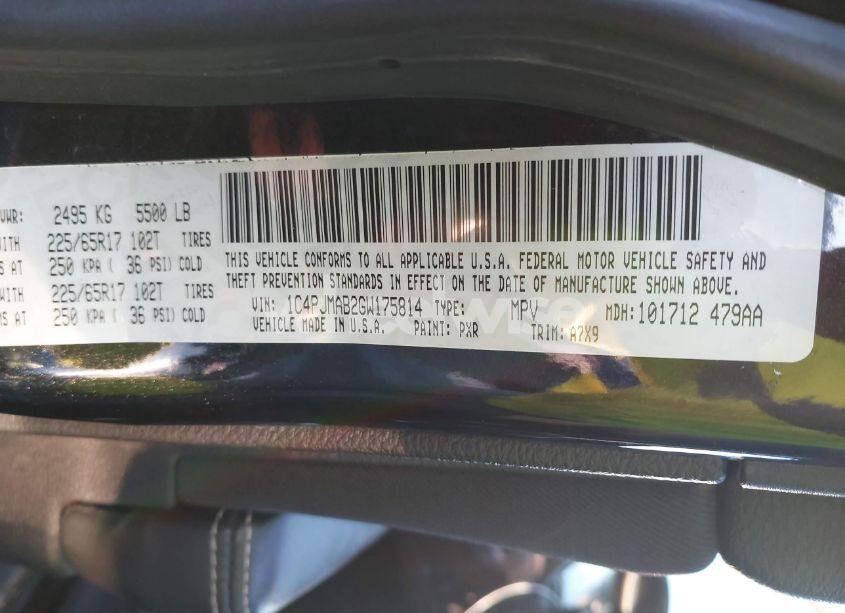 VWR: 2495 KG 5500 LB
WITH 225/65R17 102T TIRES
S AT 250 KPA ( 36 PSI) COLD
WITH 225/65R17 102T TIRES
S AT 250 KPA ( 36 PSI) COLD
THIS VEHICLE CONFORMS TO ALL APPLICABLE U.S.A. FEDERAL MOTOR VEHICLE SAFETY AND
THEFT PREVENTION STANDARDS IN EFFECT ON THE DATE OF MANUFACTURE SHOWN ABOVE.
VIN: 1C4PJMAB2GW175814 TYPE: MPV MDH: 101712 479AA
VEHICLE MADE IN U.S.A. PAINT: PXR TRIM: A7X9